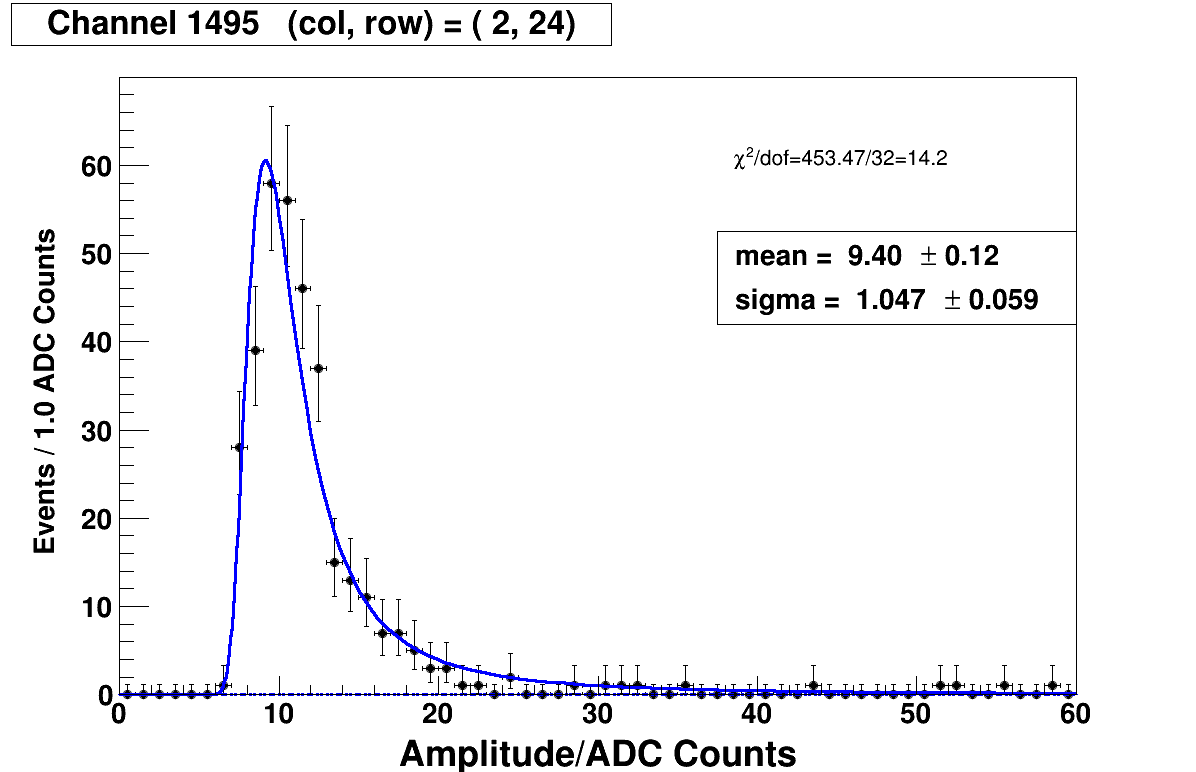 Channel 1495 (col, row) = ( 2, 24)
χ²/dof=453.47/32=14.2
mean = 9.40 ± 0.12
sigma = 1.047 ± 0.059
Events / 1.0 ADC Counts
60
50
40
30
20
10
0
0 10 20 30 40 50 60
Amplitude/ADC Counts